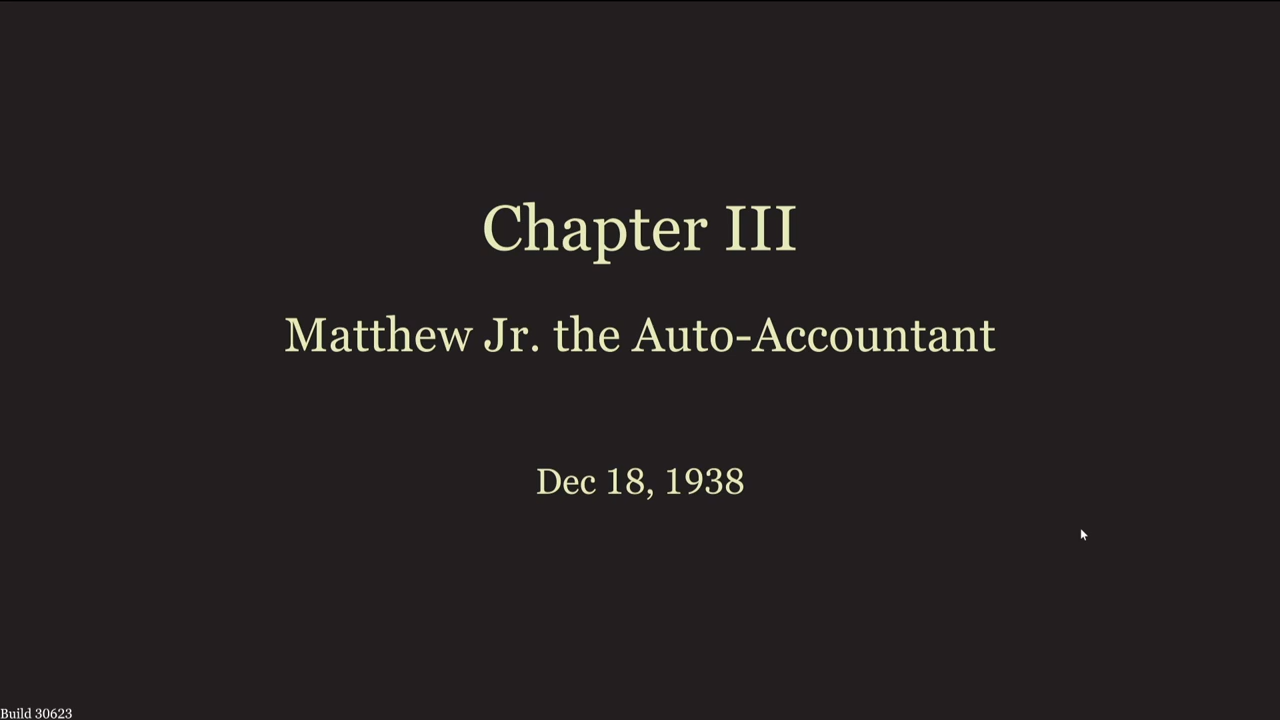 Chapter III
Matthew Jr. the Auto-Accountant
Dec 18, 1938
Build 30623